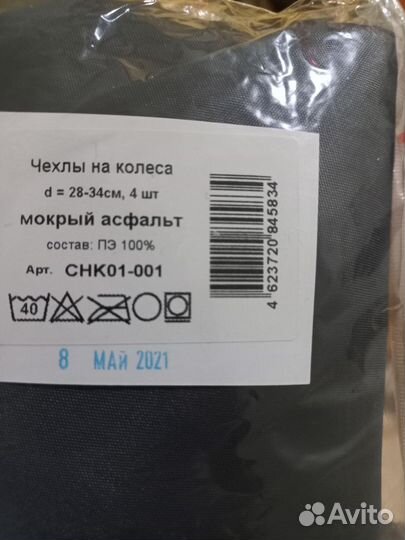 Чехлы на колеса
d = 28-34см, 4 шт
мокрый асфальт
состав: ПЭ 100%
Арт. CHK01-001
40
4 623720 845834
8 МАЙ 2021
Avito